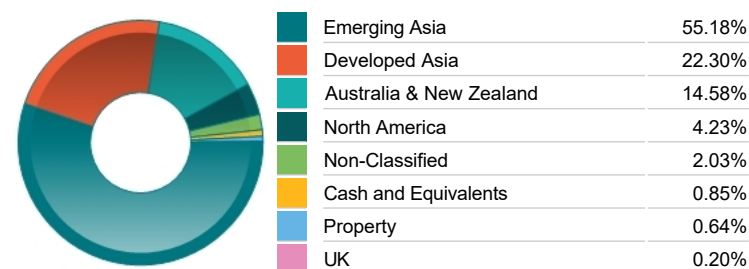 Emerging Asia 55.18%
Developed Asia 22.30%
Australia & New Zealand 14.58%
North America 4.23%
Non-Classified 2.03%
Cash and Equivalents 0.85%
Property 0.64%
UK 0.20%